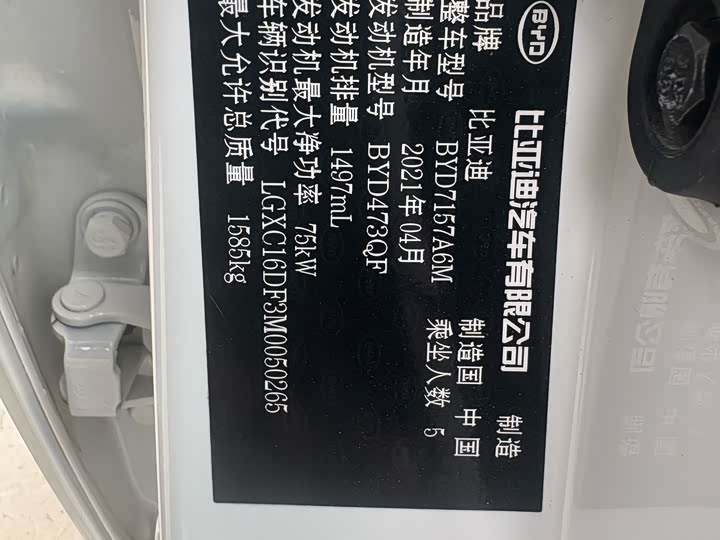 BYD 比亚迪汽车有限公司 制造
品牌 比亚迪 制造国 中国
整车型号 BYD7157A6M 乘坐人数 5
制造年月 2021年04月
发动机型号 BYD473QF
发动机排量 1497mL
发动机最大净功率 75kW
车辆识别代号 LGXC16DF3M0050265
最大允许总质量 1585kg